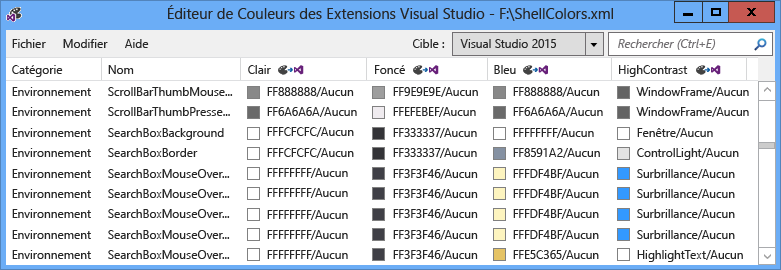 Éditeur de Couleurs des Extensions Visual Studio - F:\ShellColors.xml
Fichier Modifier Aide Cible : Visual Studio 2015 Rechercher (Ctrl+E)
Catégorie Nom Clair Foncé Bleu HighContrast
Environnement ScrollBarThumbMouse... FF888888/Aucun FF9E9E9E/Aucun FF888888/Aucun WindowFrame/Aucun
Environnement ScrollBarThumbPresse... FF6A6A6A/Aucun FFEFEBEF/Aucun FF6A6A6A/Aucun WindowFrame/Aucun
Environnement SearchBoxBackground FFFCFCFC/Aucun FF333337/Aucun FFFFFFFF/Aucun Fenêtre/Aucun
Environnement SearchBoxBorder FFFCFCFC/Aucun FF333337/Aucun FF8591A2/Aucun ControlLight/Aucun
Environnement SearchBoxMouseOver... FFFFFFFF/Aucun FF3F3F46/Aucun FFFDF4BF/Aucun Surbrillance/Aucun
Environnement SearchBoxMouseOver... FFFFFFFF/Aucun FF3F3F46/Aucun FFFDF4BF/Aucun Surbrillance/Aucun
Environnement SearchBoxMouseOver... FFFFFFFF/Aucun FF3F3F46/Aucun FFFDF4BF/Aucun Surbrillance/Aucun
Environnement SearchBoxMouseOver... FFFFFFFF/Aucun FF3F3F46/Aucun FFFDF4BF/Aucun Surbrillance/Aucun
Environnement SearchBoxMouseOver... FFFFFFFF/Aucun FF3F3F46/Aucun FFE5C365/Aucun HighlightText/Aucun